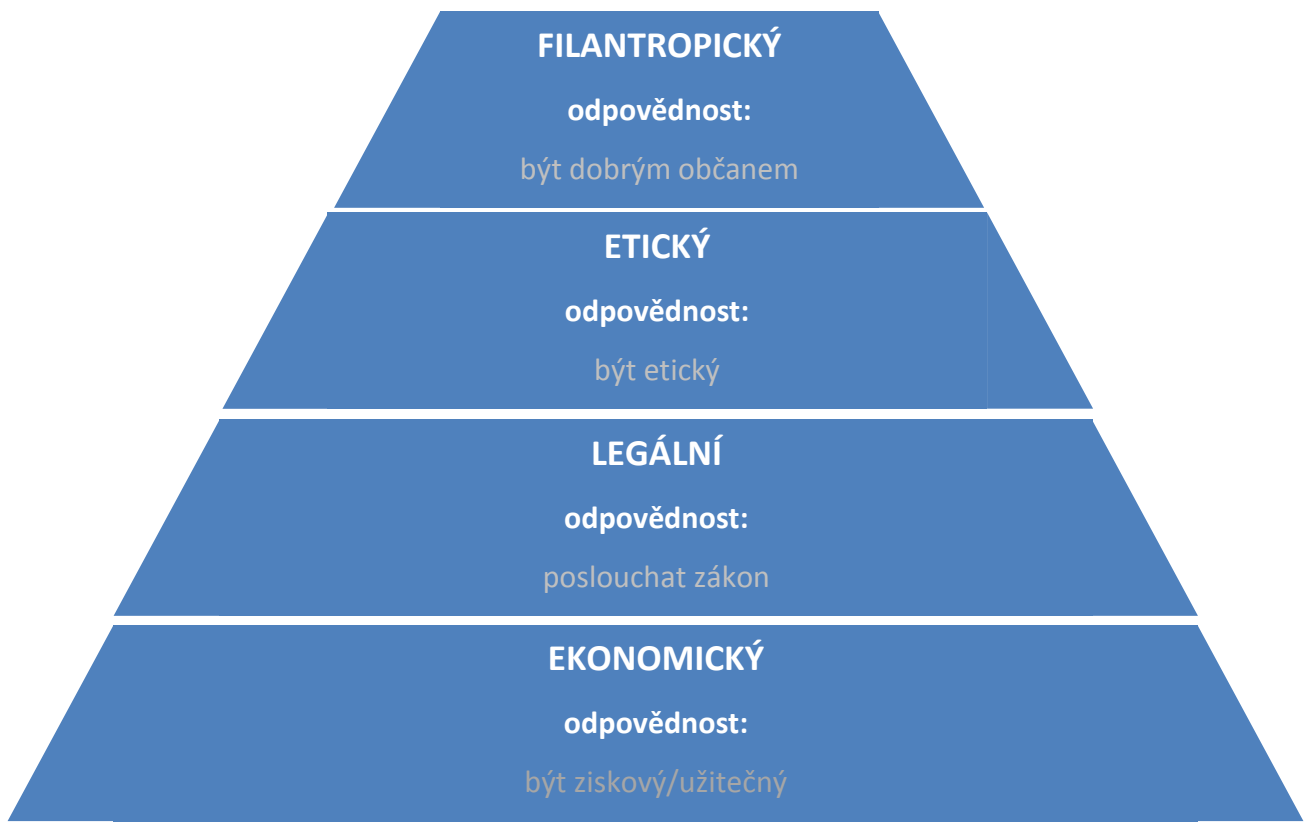 FILANTROPICKÝ
odpovědnost:
být dobrým občanem
ETICKÝ
odpovědnost:
být etický
LEGÁLNÍ
odpovědnost:
poslouchat zákon
EKONOMICKÝ
odpovědnost:
být ziskový/užitečný